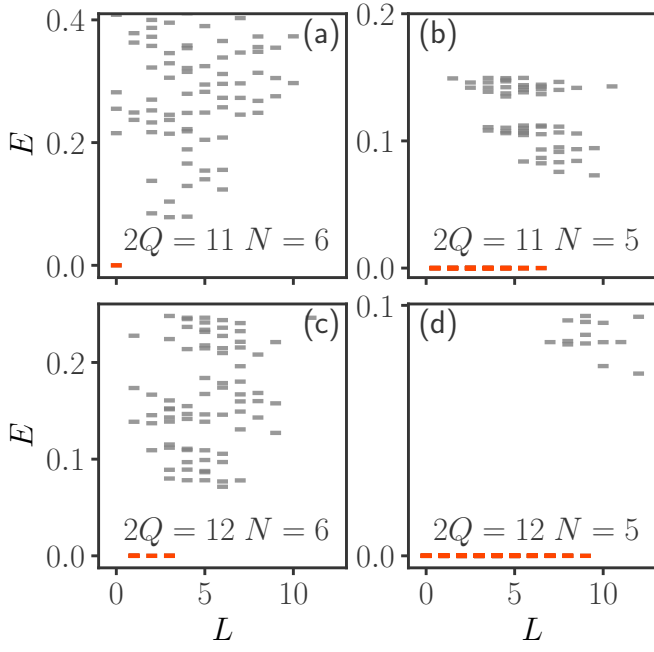 0.4
(a)
E
0.2
2Q = 11 N = 6
0.0
0.2
(b)
0.1
2Q = 11 N = 5
0.0
(c)
0.2
E
0.1
2Q = 12 N = 6
0.0
0 5 10
L
0.1
(d)
2Q = 12 N = 5
0.0
0 5 10
L